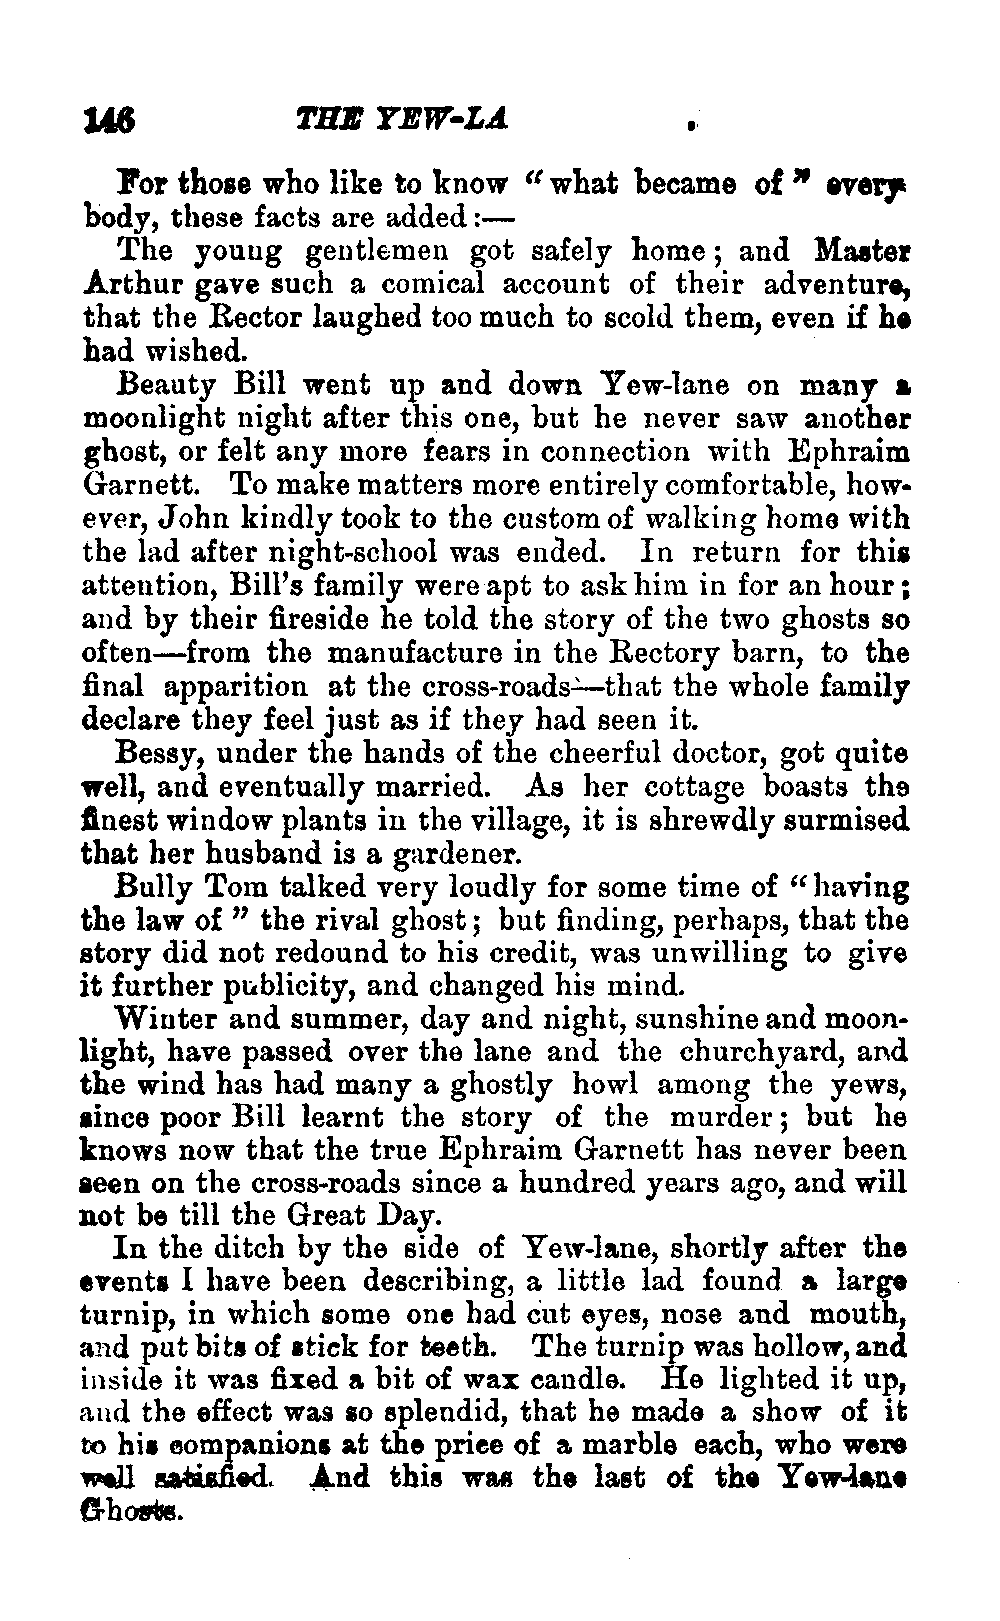 146 THE YEW-LA
For those who like to know “what became of” every
body, these facts are added:—
The young gentlemen got safely home; and Master
Arthur gave such a comical account of their adventure,
that the Rector laughed too much to scold them, even if he
had wished.
Beauty Bill went up and down Yew-lane on many a
moonlight night after this one, but he never saw another
ghost, or felt any more fears in connection with Ephraim
Garnett. To make matters more entirely comfortable, how-
ever, John kindly took to the custom of walking home with
the lad after night-school was ended. In return for this
attention, Bill’s family were apt to ask him in for an hour;
and by their fireside he told the story of the two ghosts so
often—from the manufacture in the Rectory barn, to the
final apparition at the cross-roads—that the whole family
declare they feel just as if they had seen it.
Bessy, under the hands of the cheerful doctor, got quite
well, and eventually married. As her cottage boasts the
finest window plants in the village, it is shrewdly surmised
that her husband is a gardener.
Bully Tom talked very loudly for some time of “having
the law of” the rival ghost; but finding, perhaps, that the
story did not redound to his credit, was unwilling to give
it further publicity, and changed his mind.
Winter and summer, day and night, sunshine and moon-
light, have passed over the lane and the churchyard, and
the wind has had many a ghostly howl among the yews,
since poor Bill learnt the story of the murder; but he
knows now that the true Ephraim Garnett has never been
seen on the cross-roads since a hundred years ago, and will
not be till the Great Day.
In the ditch by the side of Yew-lane, shortly after the
events I have been describing, a little lad found a large
turnip, in which some one had cut eyes, nose and mouth,
and put bits of stick for teeth. The turnip was hollow, and
inside it was fixed a bit of wax candle. He lighted it up,
and the effect was so splendid, that he made a show of it
to his companions at the price of a marble each, who were
well satisfied. And this was the last of the Yew-lane
Ghosts.